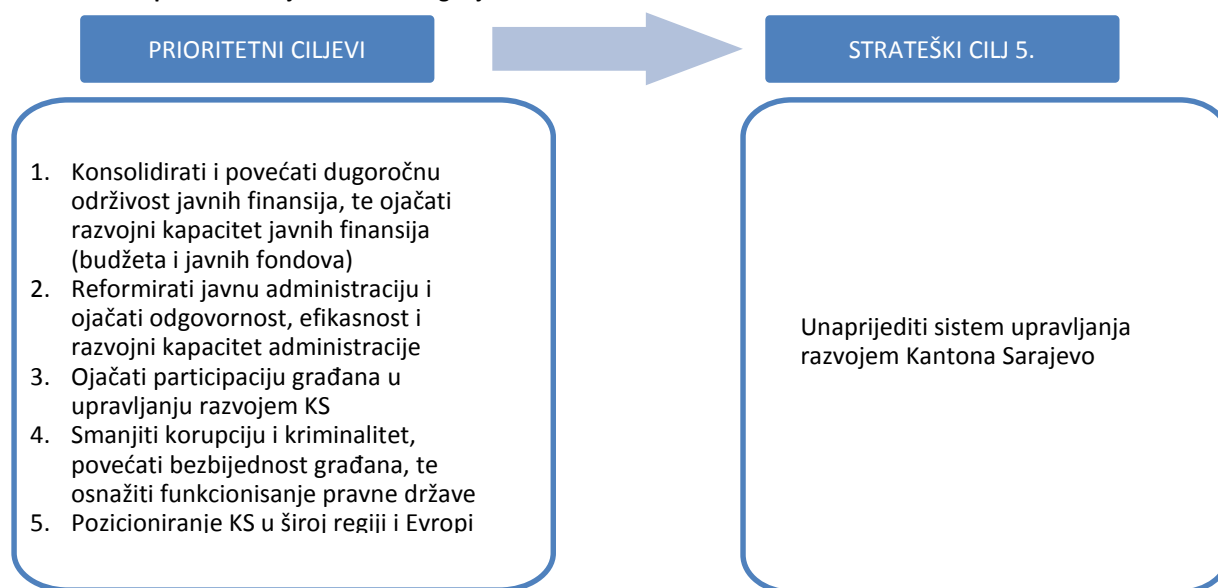 PRIORITETNI CILJEVI
STRATEŠKI CILJ 5.
1. Konsolidirati i povećati dugoročnu
održivost javnih finansija, te ojačati
razvojni kapacitet javnih finansija
(budžeta i javnih fondova)
2. Reformirati javnu administraciju i
ojačati odgovornost, efikasnost i
razvojni kapacitet administracije
3. Ojačati participaciju građana u
upravljanju razvojem KS
4. Smanjiti korupciju i kriminalitet,
povećati bezbijednost građana, te
osnažiti funkcionisanje pravne države
5. Pozicioniranje KS u široj regiji i Evropi
Unaprijediti sistem upravljanja
razvojem Kantona Sarajevo